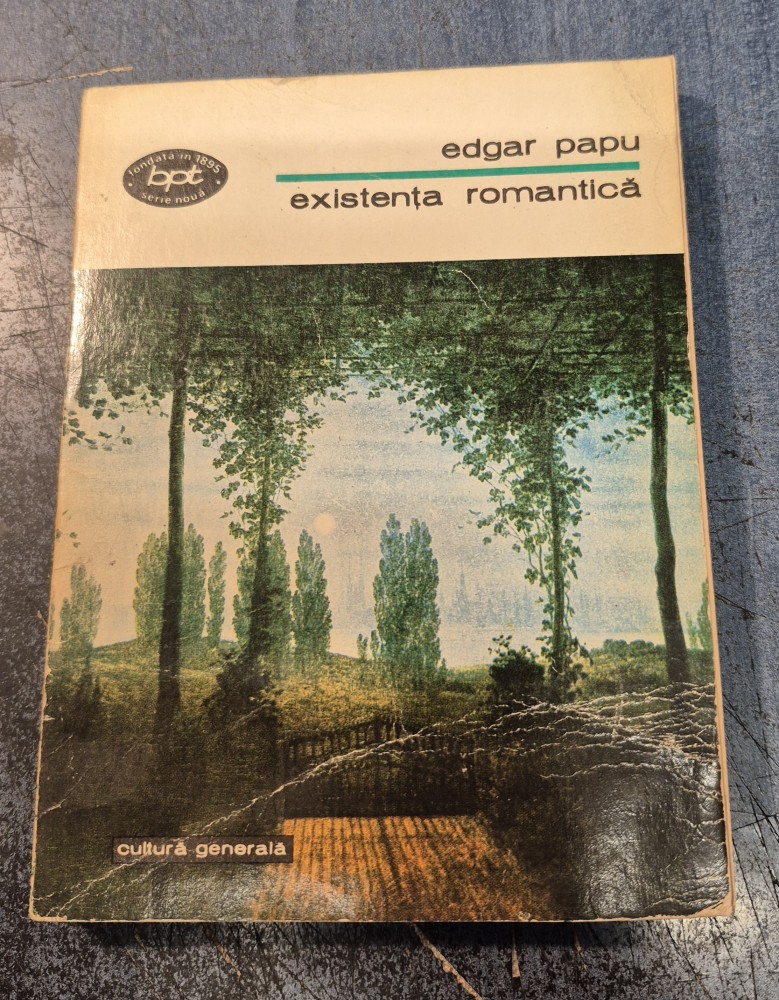 fondată în 1895
bpt
serie nouă
edgar papu
existența romantică
cultură generală